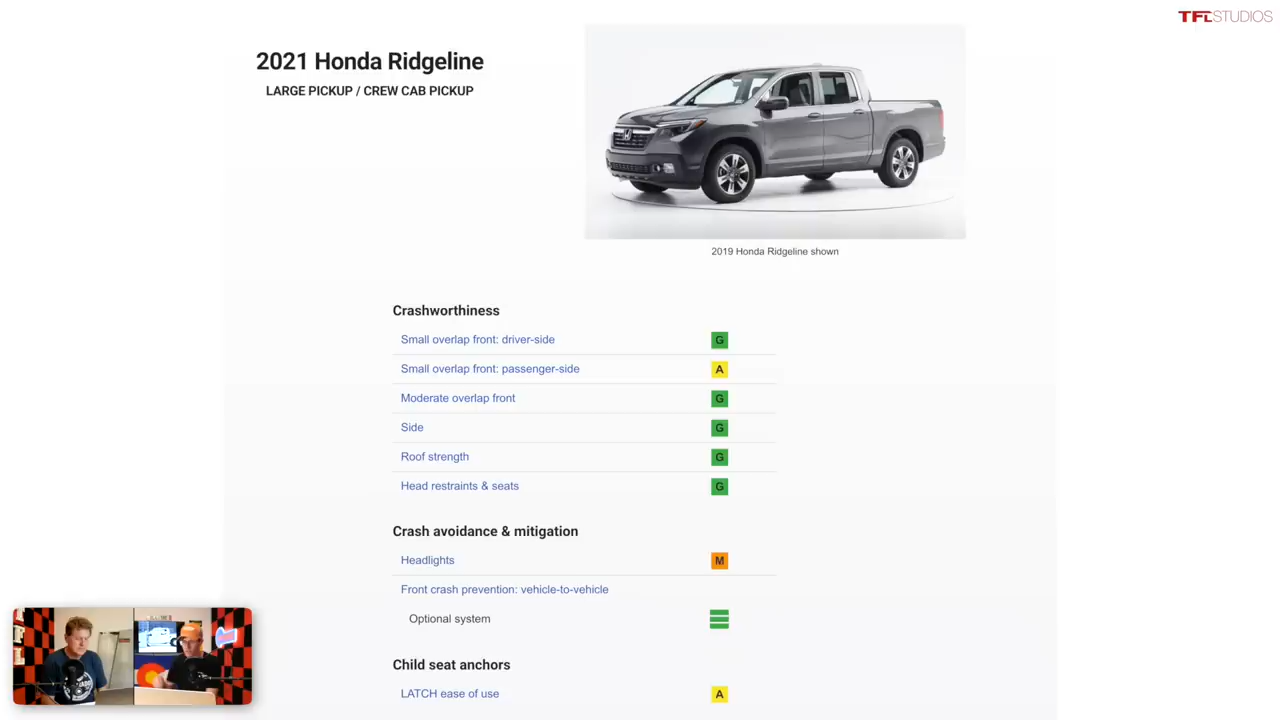 TFLSTUDIOS
2021 Honda Ridgeline
LARGE PICKUP / CREW CAB PICKUP
2019 Honda Ridgeline shown
Crashworthiness
Small overlap front: driver-side G
Small overlap front: passenger-side A
Moderate overlap front G
Side G
Roof strength G
Head restraints & seats G
Crash avoidance & mitigation
Headlights M
Front crash prevention: vehicle-to-vehicle
Optional system
Child seat anchors
LATCH ease of use A